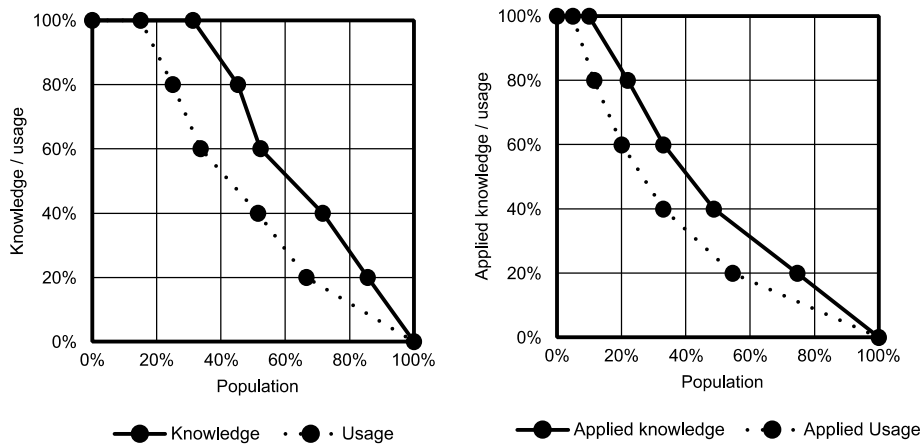 100%
80%
60%
40%
20%
0%
Knowledge / usage
0% 20% 40% 60% 80% 100%
Population
Knowledge Usage
100%
80%
60%
40%
20%
0%
Applied knowledge / usage
0% 20% 40% 60% 80% 100%
Population
Applied knowledge Applied Usage